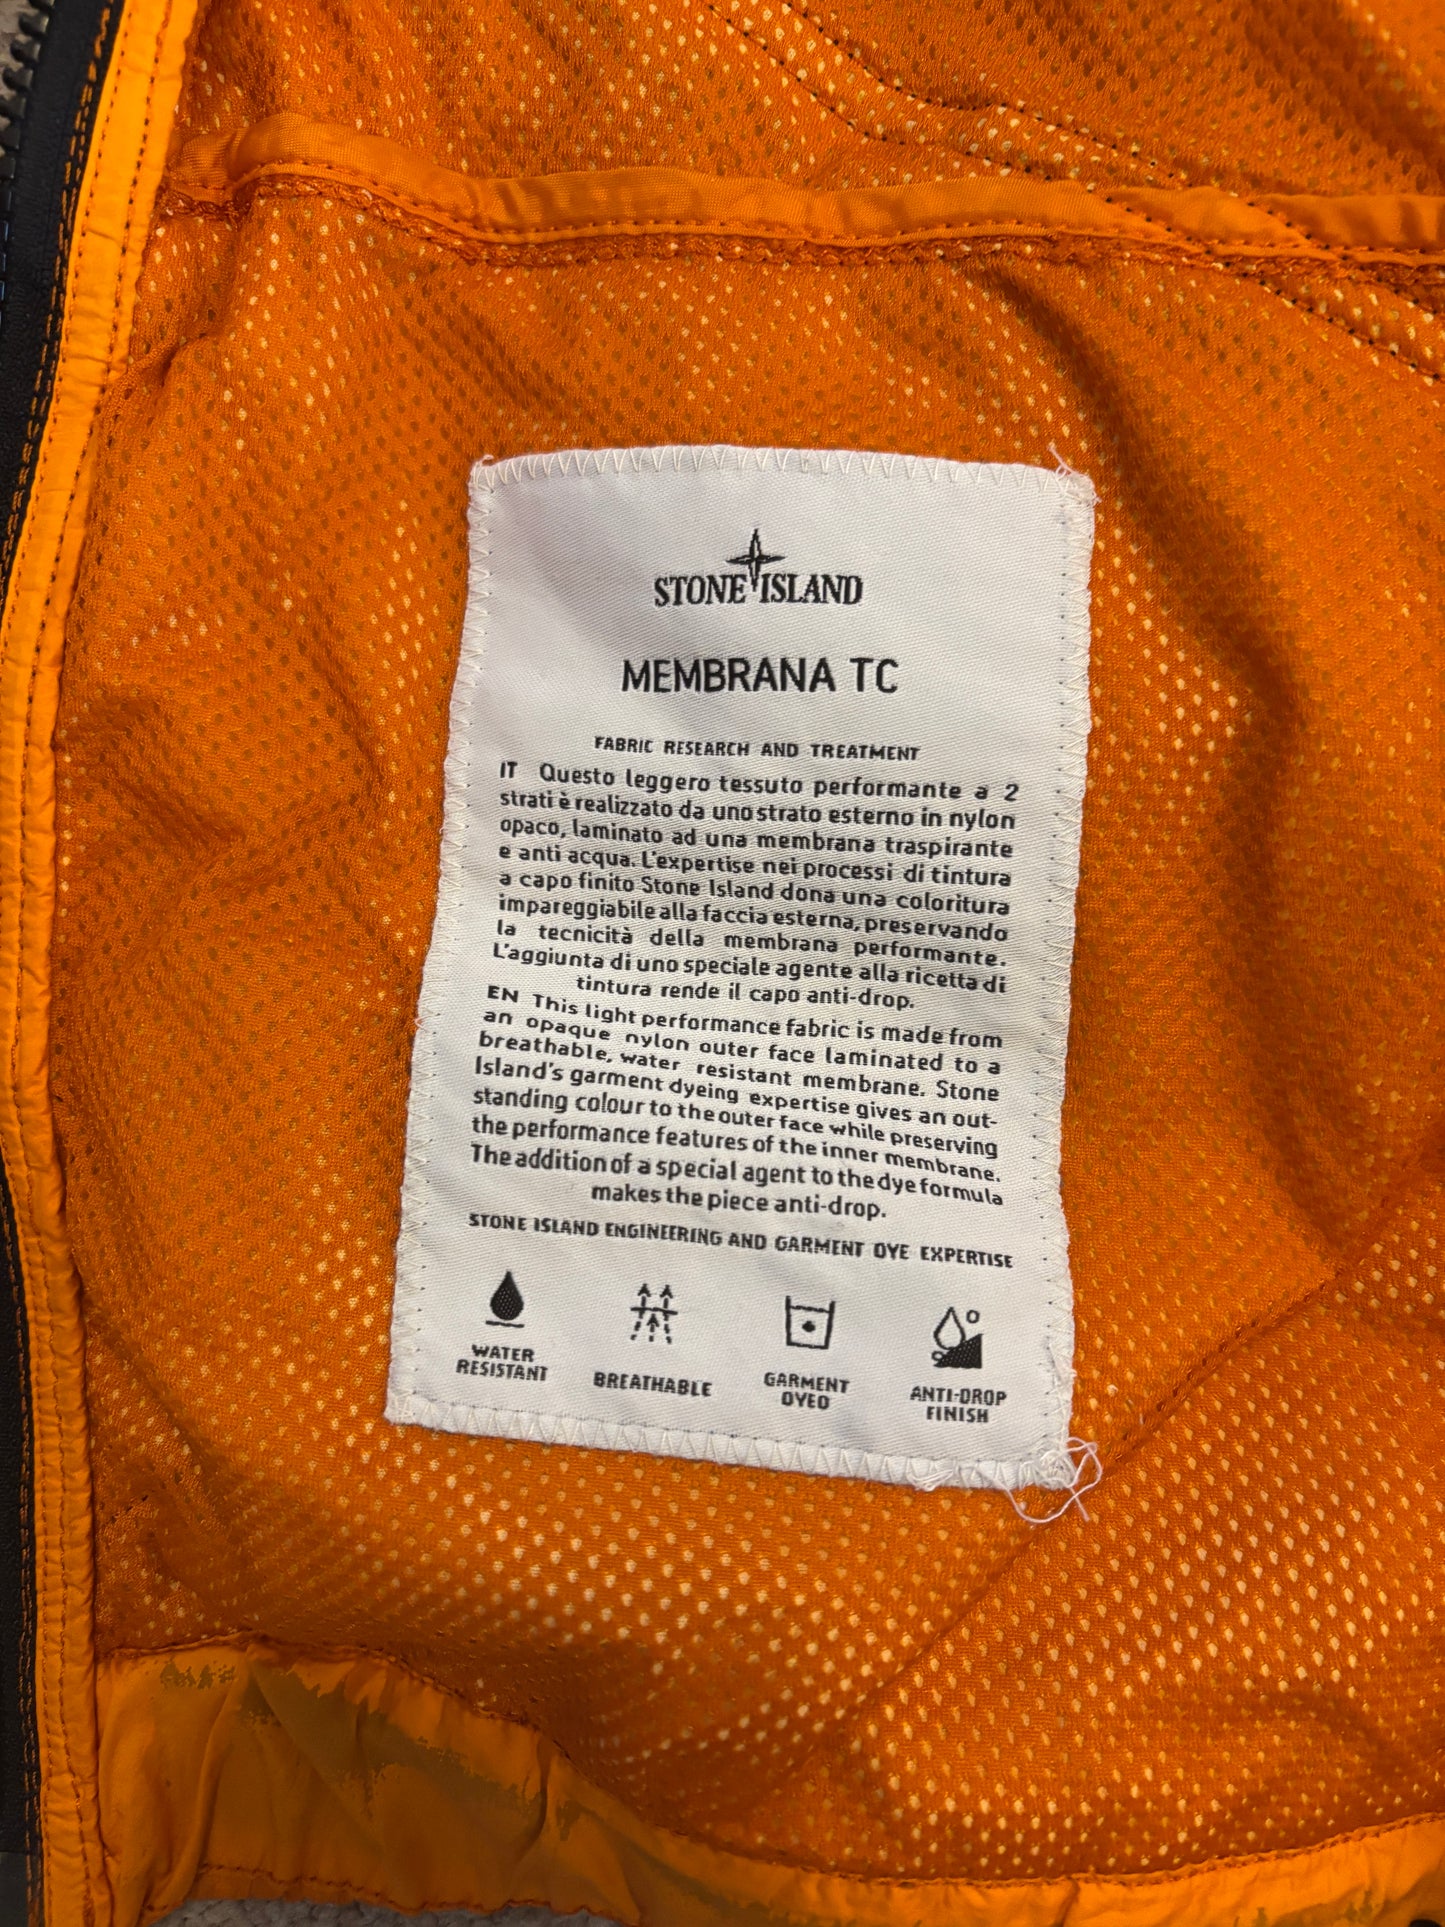 STONE ISLAND
MEMBRANA TC
FABRIC RESEARCH AND TREATMENT
IT Questo leggero tessuto performante a 2
strati è realizzato da uno strato esterno in nylon
opaco, laminato ad una membrana traspirante
e anti acqua. L'expertise nei processi di tintura
a capo finito Stone Island dona una coloritura
impareggiabile alla faccia esterna, preservando
la tecnicità della membrana performante.
L'aggiunta di uno speciale agente alla ricetta di
tintura rende il capo anti-drop.
EN This light performance fabric is made from
an opaque nylon outer face laminated to a
breathable, water resistant membrane. Stone
Island's garment dyeing expertise gives an out-
standing colour to the outer face while preserving
the performance features of the inner membrane.
The addition of a special agent to the dye formula
makes the piece anti-drop.
STONE ISLAND ENGINEERING AND GARMENT DYE EXPERTISE
WATER
RESISTANT
BREATHABLE
GARMENT
DYED
ANTI-DROP
FINISH